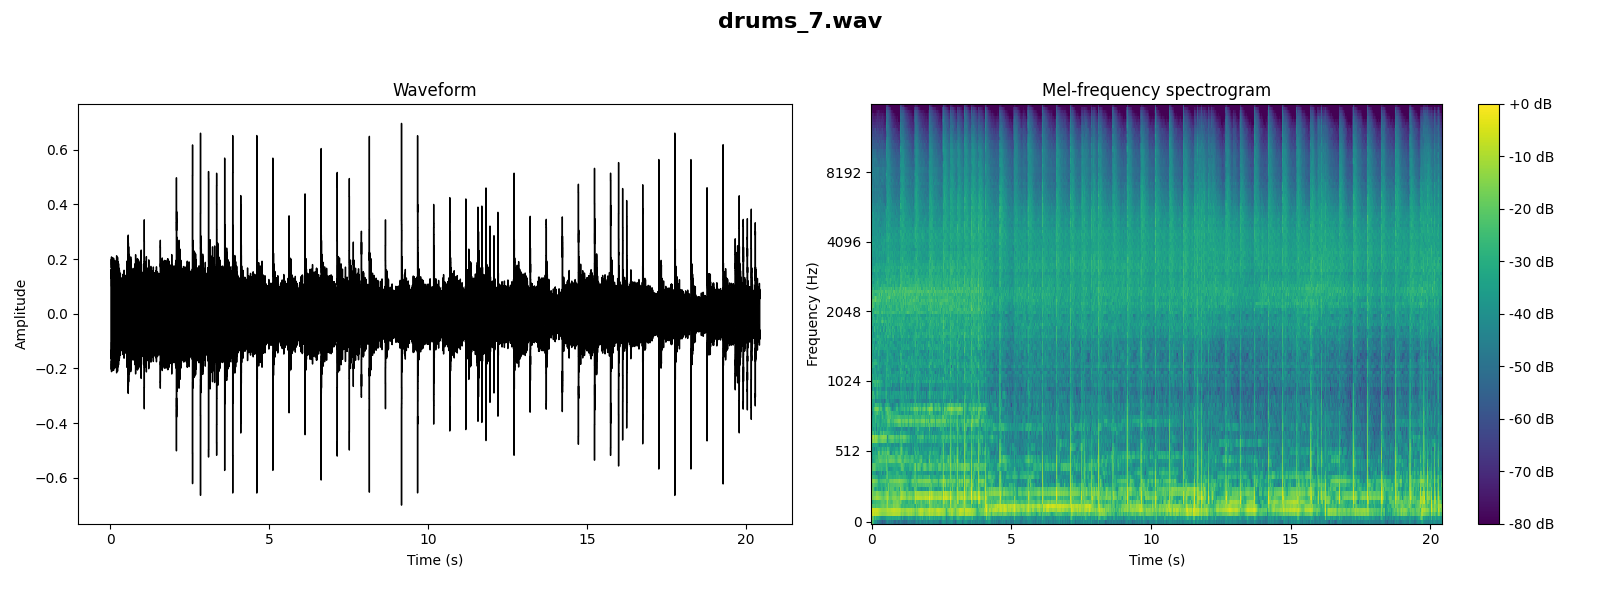 drums_7.wav
Waveform
Amplitude
0.6
0.4
0.2
0.0
−0.2
−0.4
−0.6
0 5 10 15 20
Time (s)
Mel-frequency spectrogram
Frequency (Hz)
8192
4096
2048
1024
512
0
0 5 10 15 20
Time (s)
+0 dB
-10 dB
-20 dB
-30 dB
-40 dB
-50 dB
-60 dB
-70 dB
-80 dB